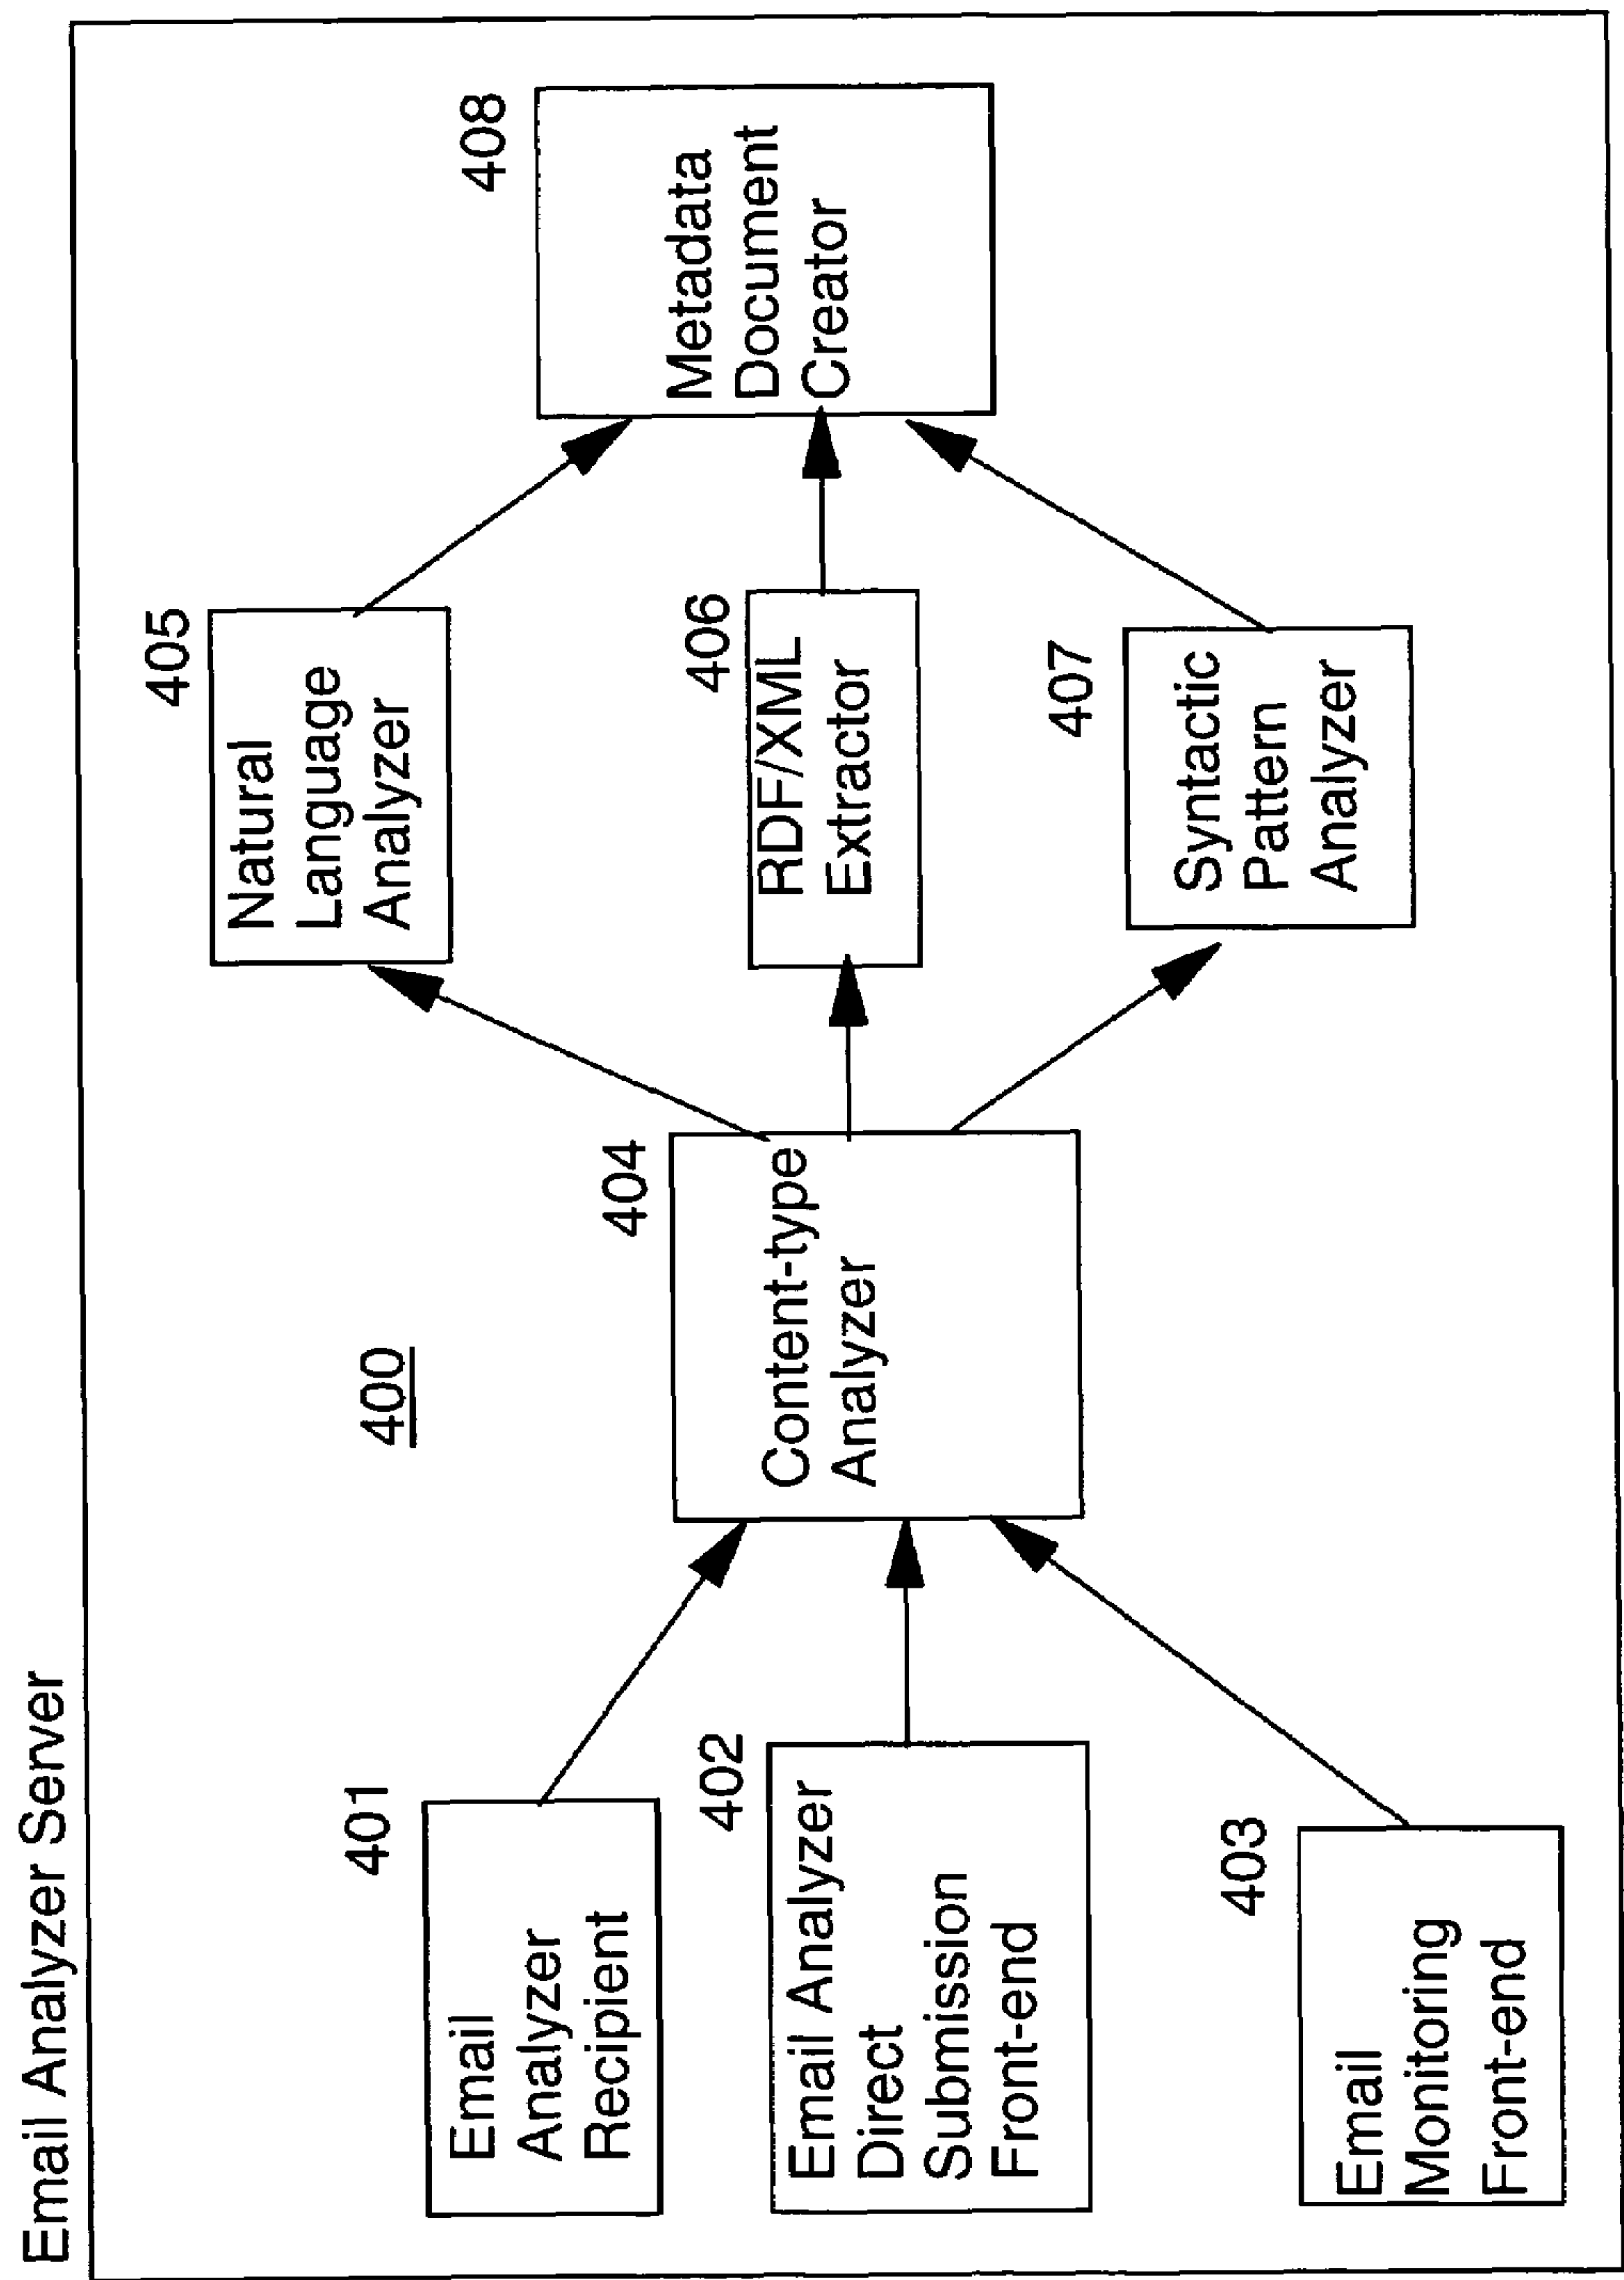 Email Analyzer Server
400
401
Email
Analyzer
Recipient
402
Email Analyzer
Direct
Submission
Front-end
403
Email
Monitoring
Front-end
404
Content-type
Analyzer
405
Natural
Language
Analyzer
406
RDF/XML
Extractor
407
Syntactic
Pattern
Analyzer
408
Metadata
Document
Creator